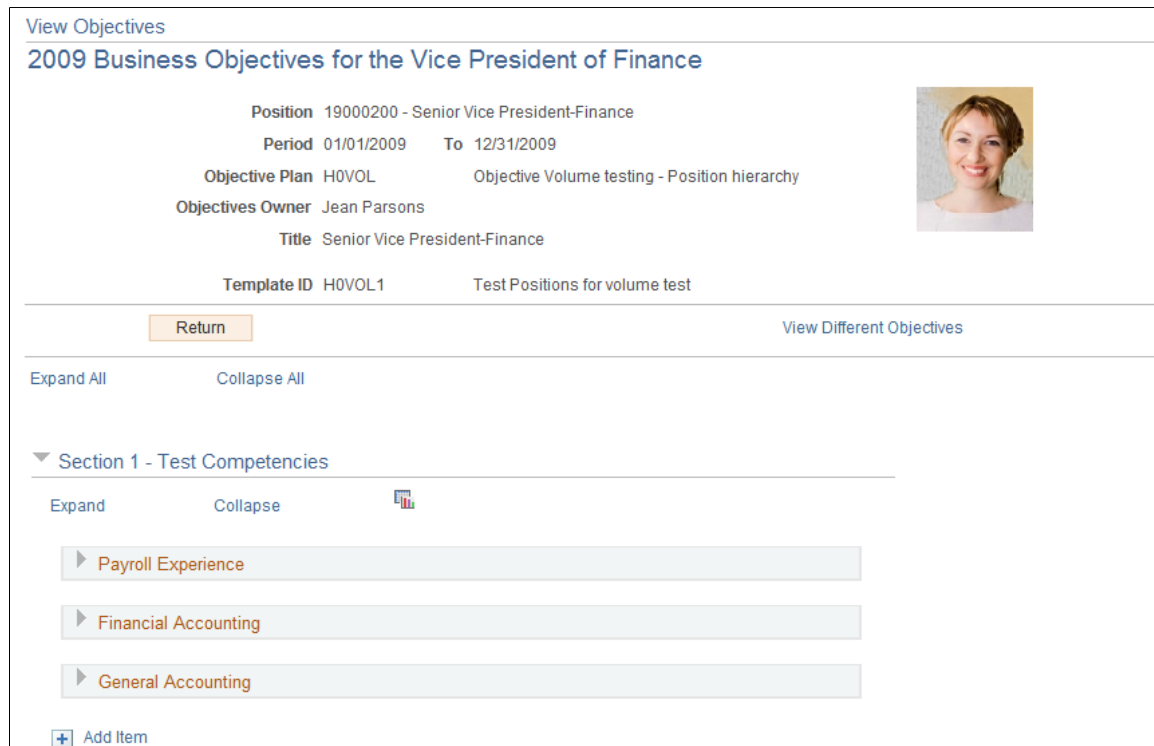 View Objectives
2009 Business Objectives for the Vice President of Finance
Position 19000200 - Senior Vice President-Finance
Period 01/01/2009 To 12/31/2009
Objective Plan H0VOL Objective Volume testing - Position hierarchy
Objectives Owner Jean Parsons
Title Senior Vice President-Finance
Template ID H0VOL1 Test Positions for volume test
Return View Different Objectives
Expand All Collapse All
Section 1 - Test Competencies
Expand Collapse
Payroll Experience
Financial Accounting
General Accounting
Add Item